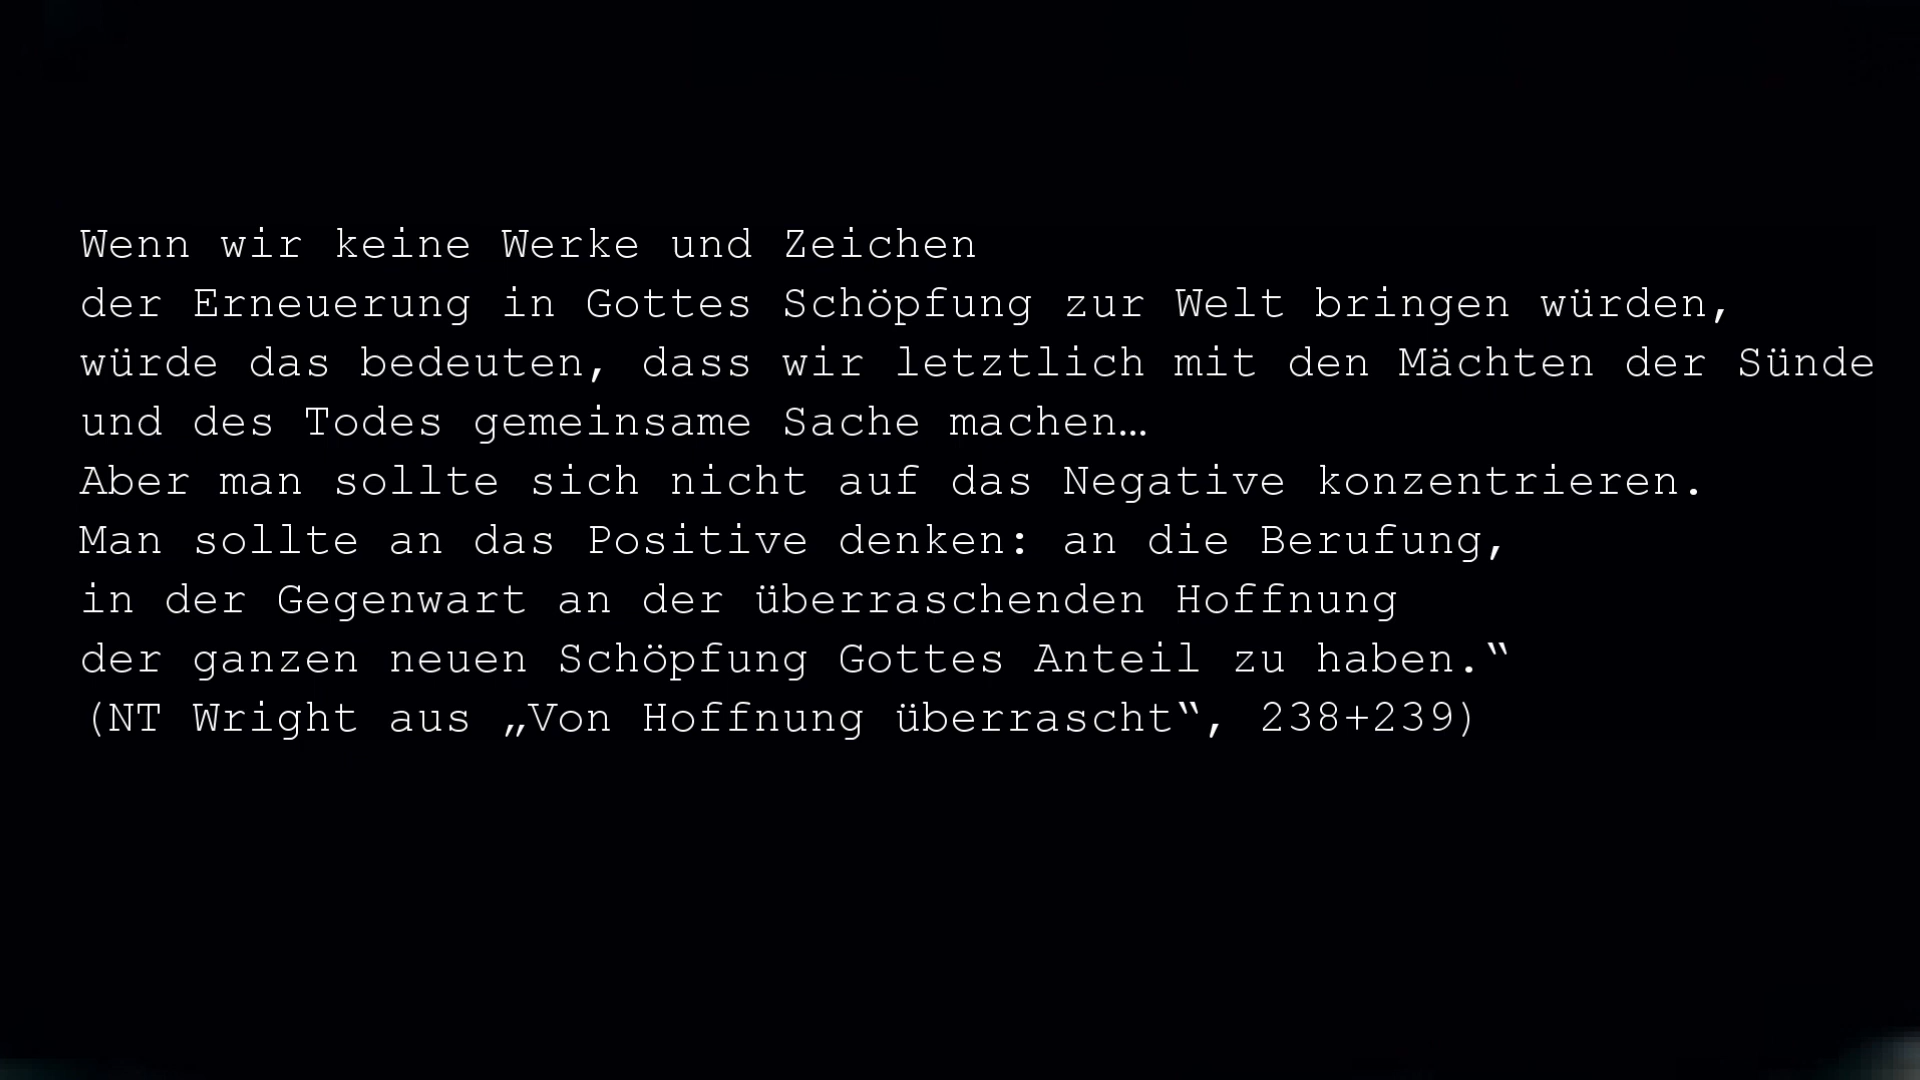 Wenn wir keine Werke und Zeichen
der Erneuerung in Gottes Schöpfung zur Welt bringen würden,
würde das bedeuten, dass wir letztlich mit den Mächten der Sünde
und des Todes gemeinsame Sache machen…
Aber man sollte sich nicht auf das Negative konzentrieren.
Man sollte an das Positive denken: an die Berufung,
in der Gegenwart an der überraschenden Hoffnung
der ganzen neuen Schöpfung Gottes Anteil zu haben.“
(NT Wright aus „Von Hoffnung überrascht“, 238+239)